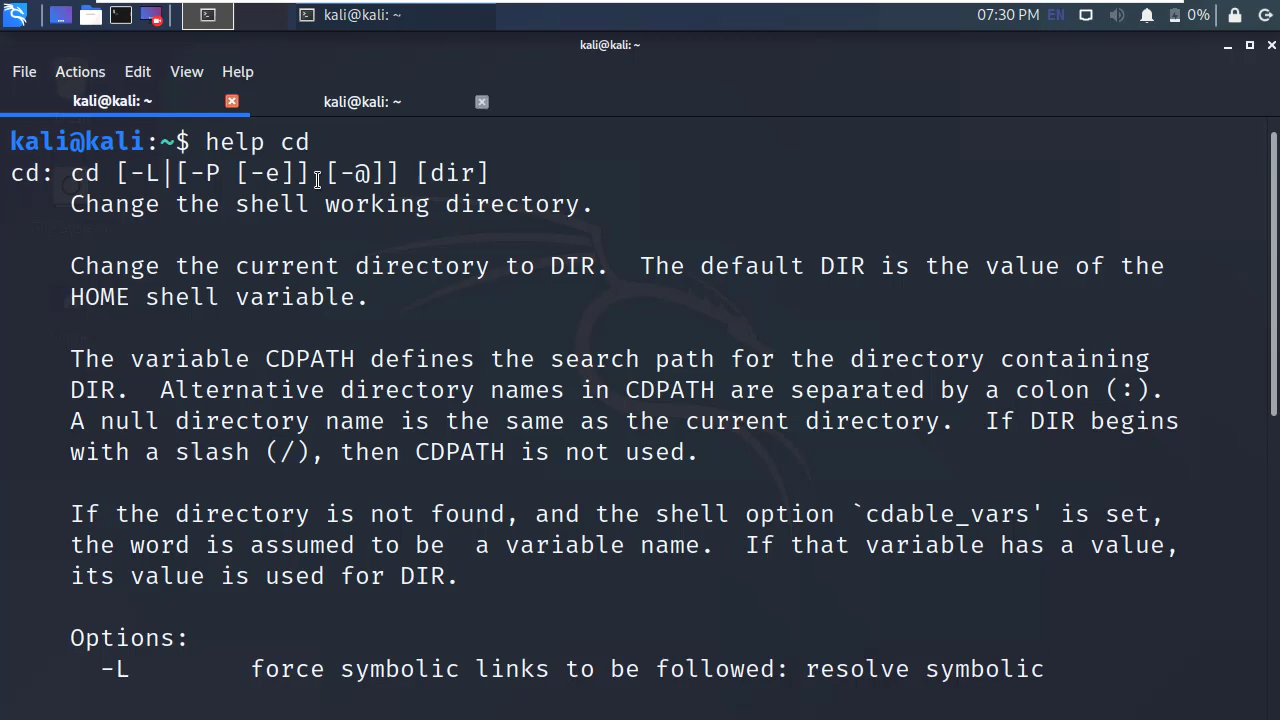 kali@kali: ~
07:30 PM EN 0%
kali@kali: ~
File Actions Edit View Help
kali@kali: ~ kali@kali: ~
kali@kali:~$ help cd
cd: cd [-L|[-P [-e]] [-@]] [dir]
Change the shell working directory.
Change the current directory to DIR.  The default DIR is the value of the
HOME shell variable.
The variable CDPATH defines the search path for the directory containing
DIR.  Alternative directory names in CDPATH are separated by a colon (:).
A null directory name is the same as the current directory.  If DIR begins
with a slash (/), then CDPATH is not used.
If the directory is not found, and the shell option `cdable_vars' is set,
the word is assumed to be  a variable name.  If that variable has a value,
its value is used for DIR.
Options:
-L        force symbolic links to be followed: resolve symbolic